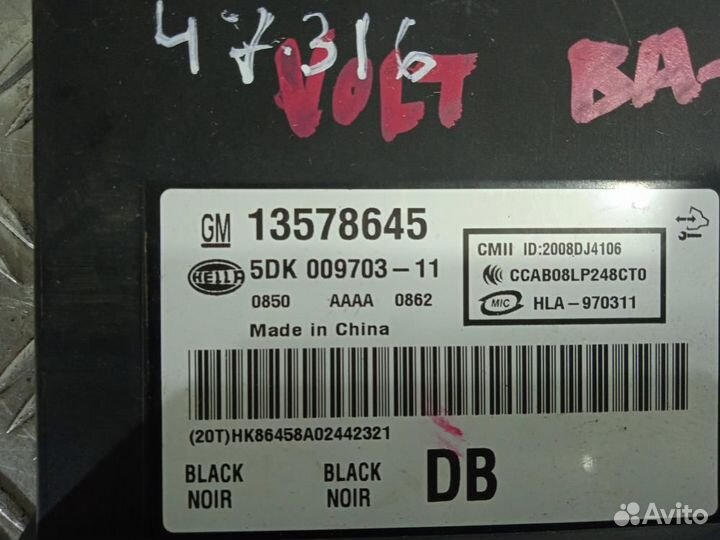 47316
VOLT BA-
GM 13578645
HELLA 5DK 009703-11
0850 AAAA 0862
Made in China
CMII ID:2008DJ4106
CCAB08LP248CT0
MIC HLA-970311
(20T)HK86458A02442321
BLACK BLACK DB
NOIR NOIR
Avito